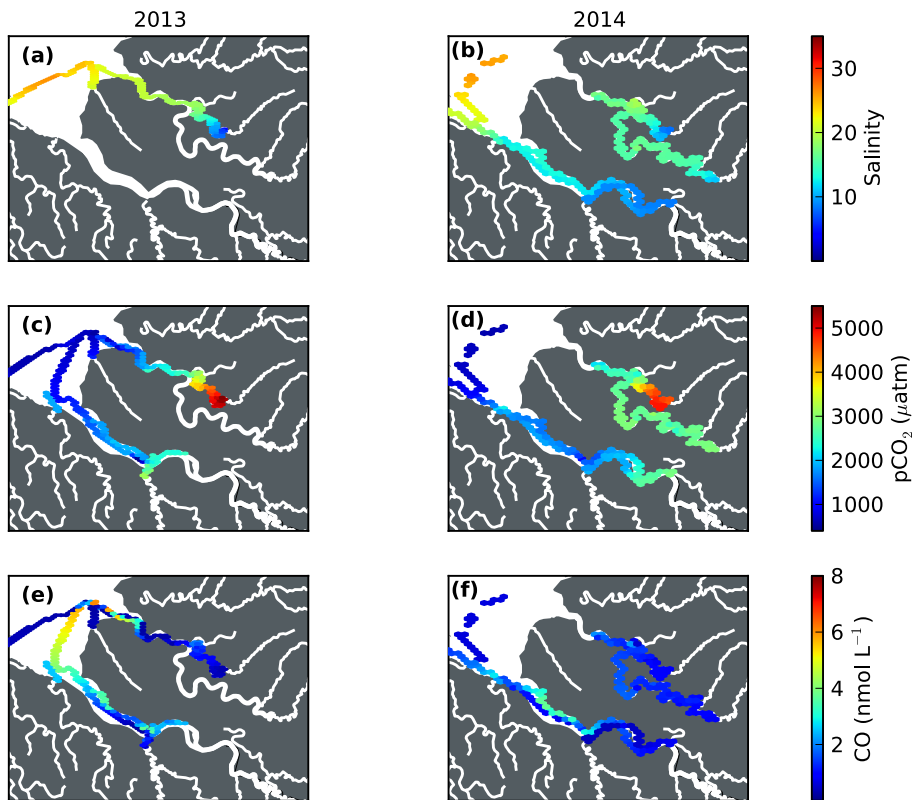 2013
2014
(a)
(b)
30
20
10
Salinity
(c)
(d)
5000
4000
3000
2000
1000
pCO₂ (μatm)
(e)
(f)
8
6
4
2
CO (nmol L⁻¹)